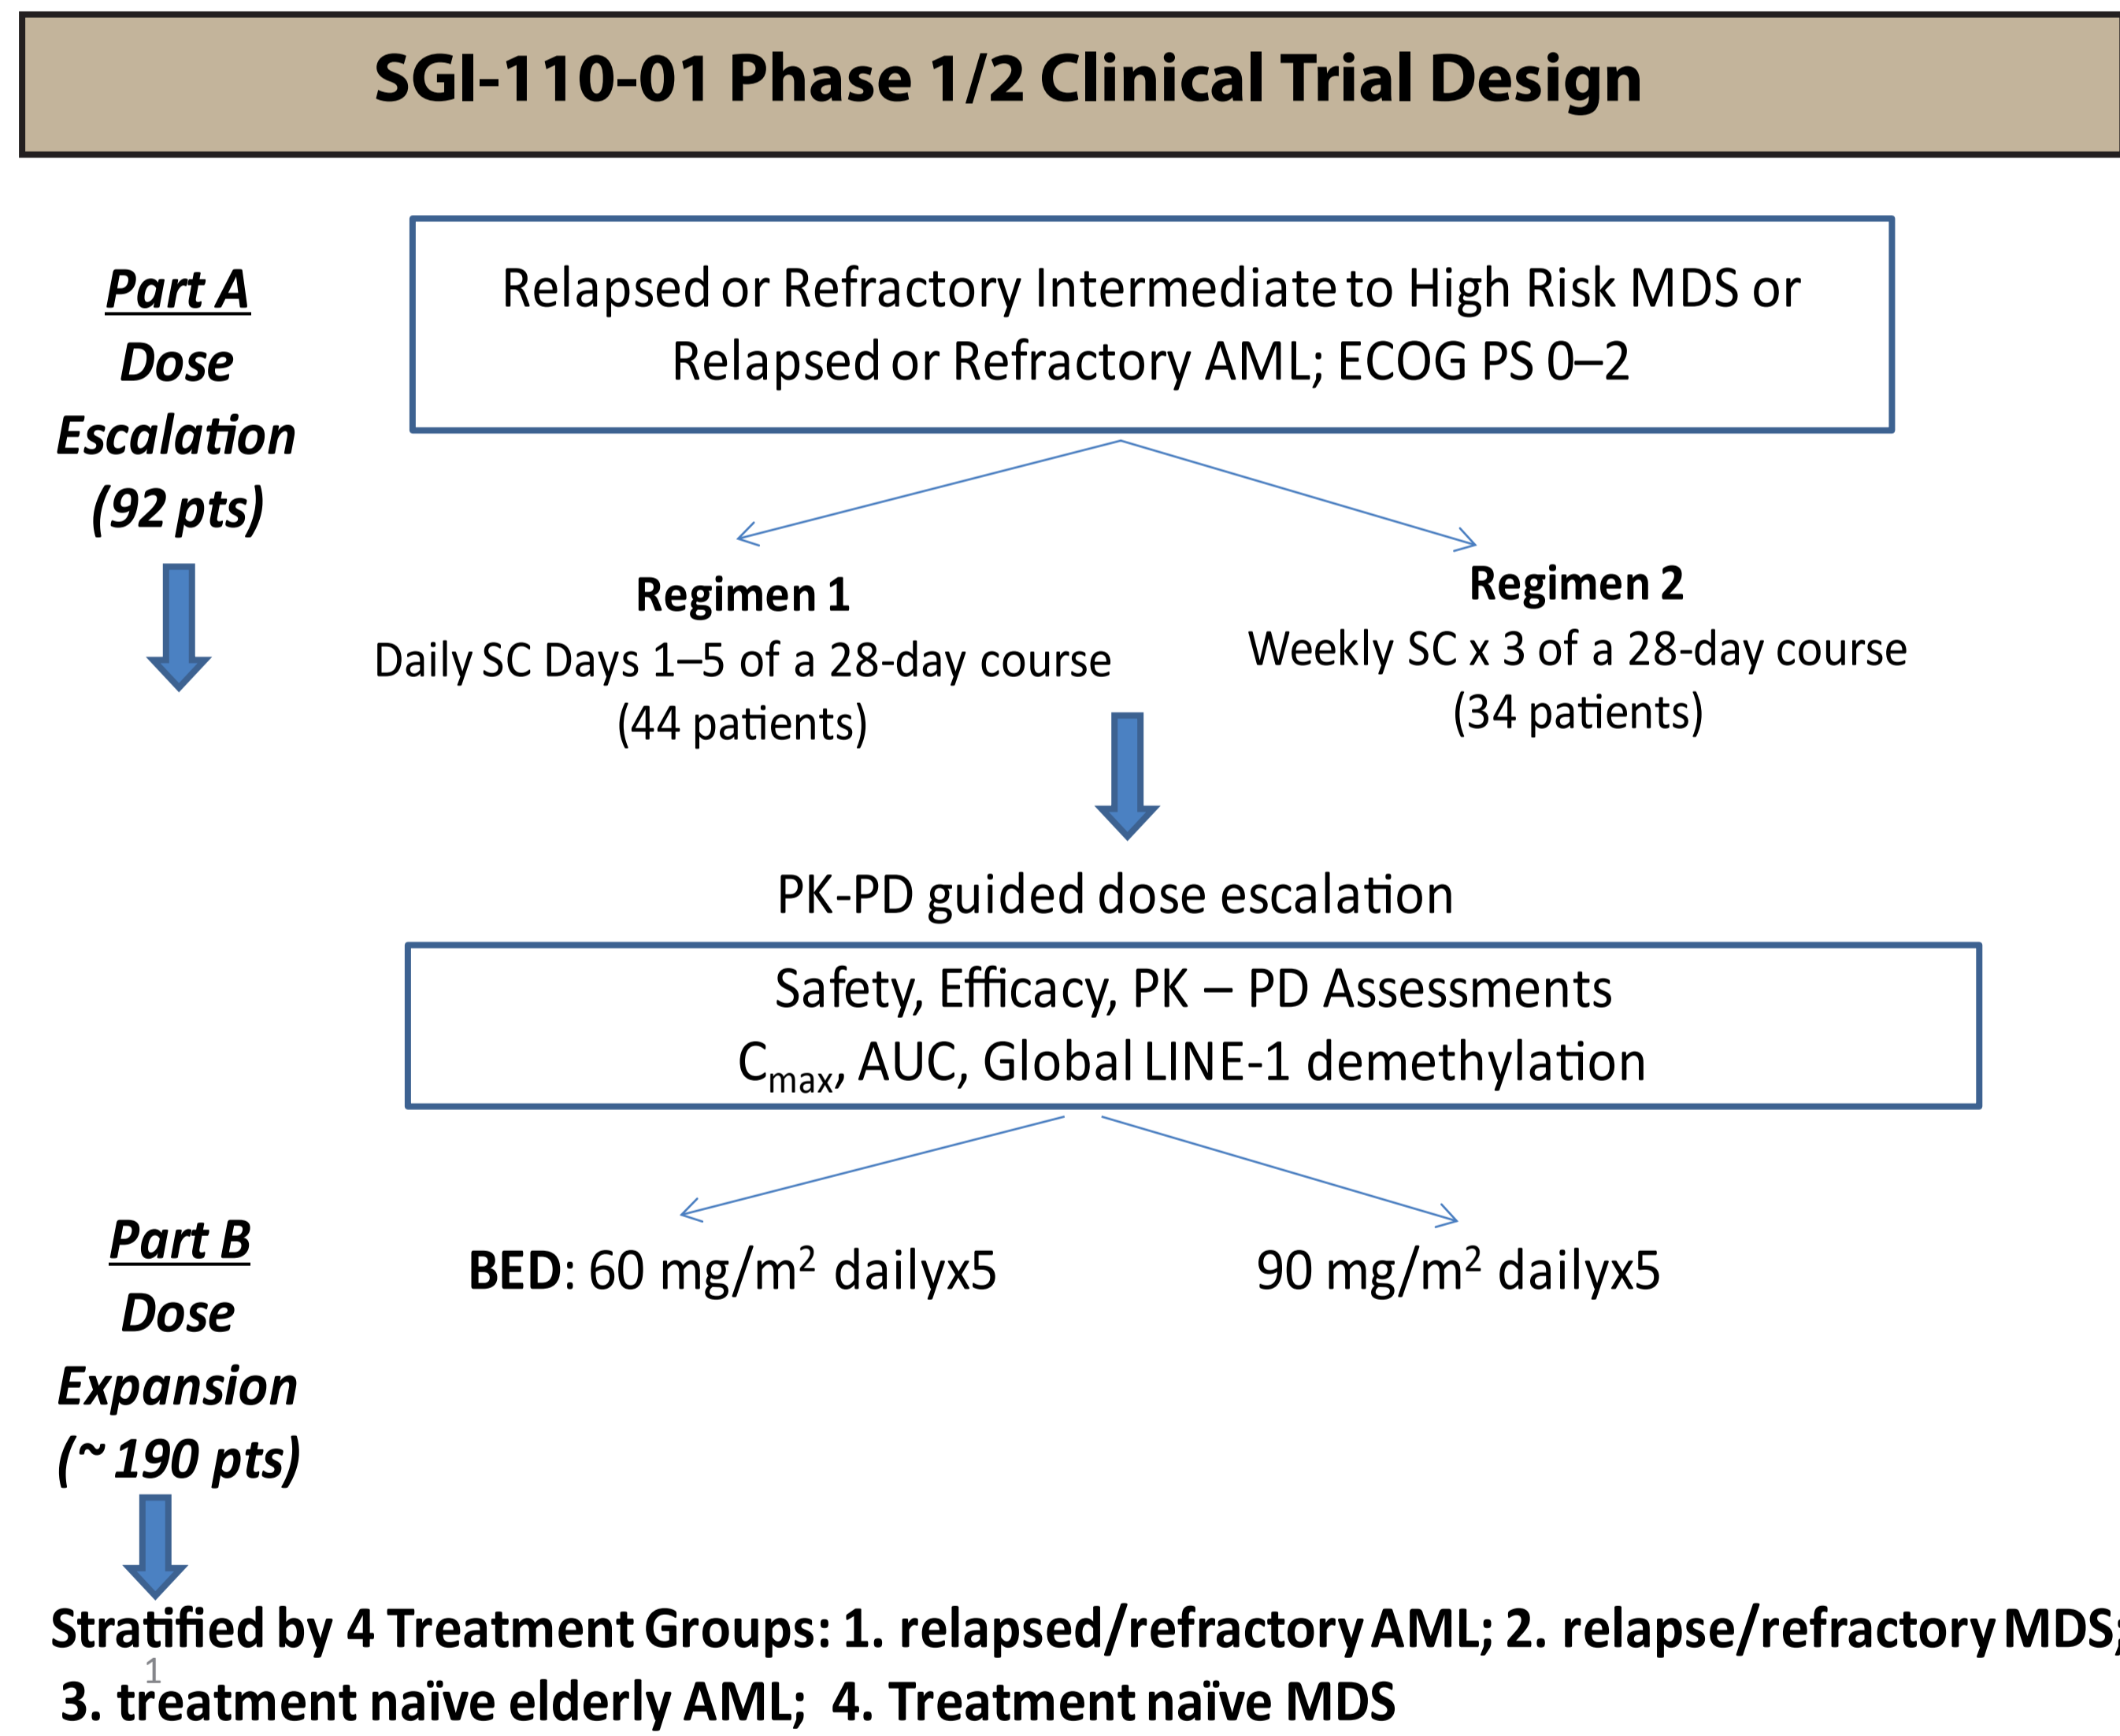 SGI-110-01 Phase 1/2 Clinical Trial Design
Part A
Dose
Escalation
(92 pts)
Relapsed or Refractory Intermediate to High Risk MDS or
Relapsed or Refractory AML; ECOG PS 0–2
Regimen 1
Daily SC Days 1–5 of a 28-day course
(44 patients)
Regimen 2
Weekly SC x 3 of a 28-day course
(34 patients)
PK-PD guided dose escalation
Safety, Efficacy, PK – PD Assessments
Cmax, AUC, Global LINE-1 demethylation
Part B
Dose
Expansion
(~ 190 pts)
BED: 60 mg/m² dailyx5
90 mg/m² dailyx5
Stratified by 4 Treatment Groups: 1. relapsed/refractory AML; 2. relapse/refractory MDS;
1
3. treatment naïve elderly AML; 4. Treatment naïve MDS